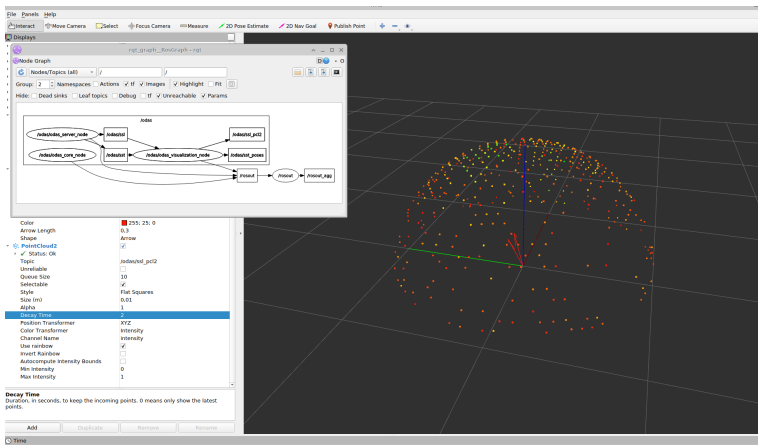 File Panels Help
Interact Move Camera Select Focus Camera Measure 2D Pose Estimate 2D Nav Goal Publish Point
Displays
rqt_graph__RosGraph - rqt
Node Graph
Nodes/Topics (all) / /
Group: 2 Namespaces Actions tf Images Highlight Fit
Hide: Dead sinks Leaf topics Debug tf Unreachable Params
/odas
/odas/odas_server_node /odas/ssl /odas/ssl_pcl2
/odas/odas_core_node /odas/sst /odas/odas_visualization_node /odas/sst_poses
/rosout /rosout /rosout_agg
Color 255; 25; 0
Arrow Length 0,3
Shape Arrow
PointCloud2
Status: Ok
Topic /odas/ssl_pcl2
Unreliable
Queue Size 10
Selectable
Style Flat Squares
Size (m) 0,01
Alpha 1
Decay Time 2
Position Transformer XYZ
Color Transformer Intensity
Channel Name intensity
Use rainbow
Invert Rainbow
Autocompute Intensity Bounds
Min Intensity 0
Max Intensity 1
Decay Time
Duration, in seconds, to keep the incoming points. 0 means only show the latest
points.
Add Duplicate Remove Rename
Time